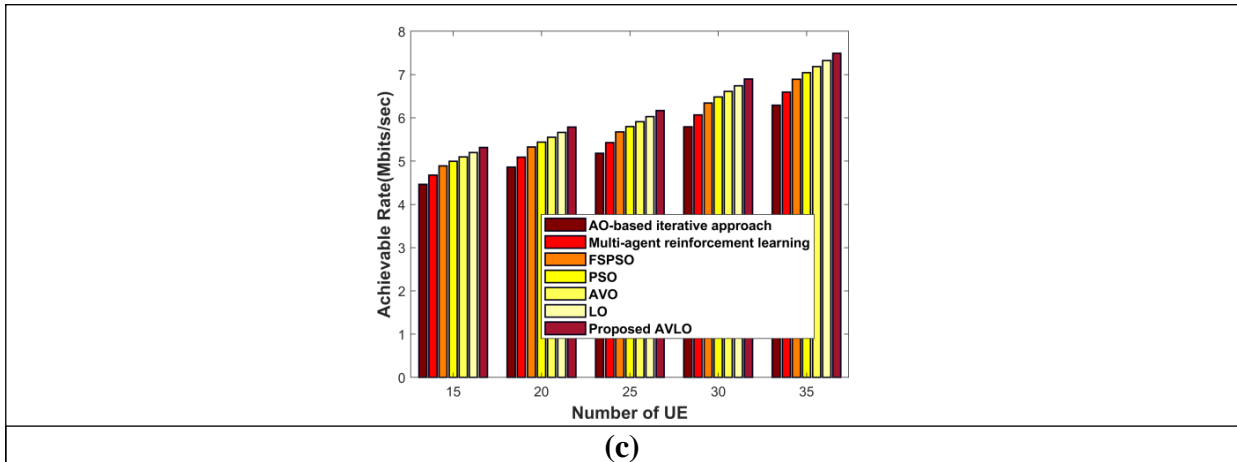 8
7
6
5
4
3
2
1
0
Achievable Rate(Mbits/sec)
AO-based iterative approach
Multi-agent reinforcement learning
FSPSO
PSO
AVO
LO
Proposed AVLO
15 20 25 30 35
Number of UE
(c)